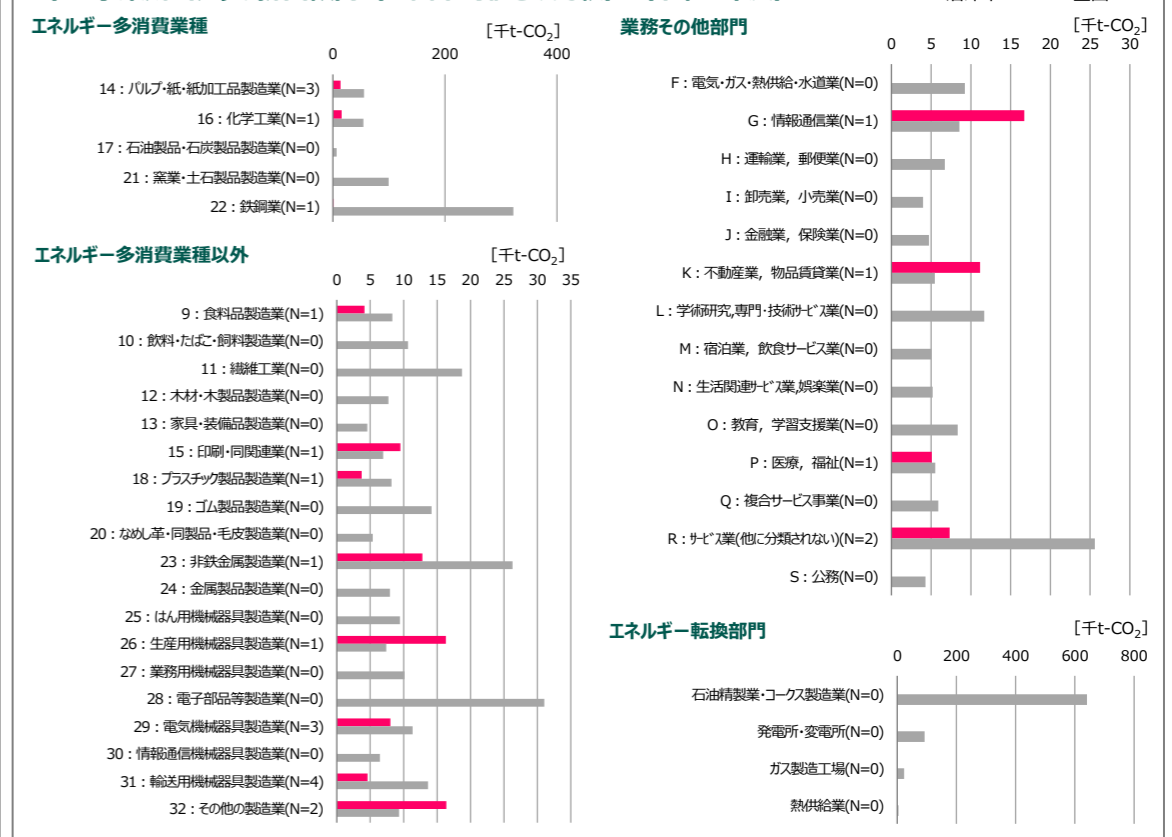 エネルギー多消費業種
[千t-CO₂]
0 200 400
14：パルプ・紙・紙加工品製造業(N=3)
16：化学工業(N=1)
17：石油製品・石炭製品製造業(N=0)
21：窯業・土石製品製造業(N=0)
22：鉄鋼業(N=1)
エネルギー多消費業種以外
[千t-CO₂]
0 5 10 15 20 25 30 35
9：食料品製造業(N=1)
10：飲料・たばこ・飼料製造業(N=0)
11：繊維工業(N=0)
12：木材・木製品製造業(N=0)
13：家具・装備品製造業(N=0)
15：印刷・同関連業(N=1)
18：プラスチック製品製造業(N=1)
19：ゴム製品製造業(N=0)
20：なめし革・同製品・毛皮製造業(N=0)
23：非鉄金属製造業(N=1)
24：金属製品製造業(N=0)
25：はん用機械器具製造業(N=0)
26：生産用機械器具製造業(N=1)
27：業務用機械器具製造業(N=0)
28：電子部品等製造業(N=0)
29：電気機械器具製造業(N=3)
30：情報通信機械器具製造業(N=0)
31：輸送用機械器具製造業(N=4)
32：その他の製造業(N=2)
業務その他部門
[千t-CO₂]
0 5 10 15 20 25 30
F：電気・ガス・熱供給・水道業(N=0)
G：情報通信業(N=1)
H：運輸業，郵便業(N=0)
I：卸売業，小売業(N=0)
J：金融業，保険業(N=0)
K：不動産業，物品賃貸業(N=1)
L：学術研究,専門・技術サービス業(N=0)
M：宿泊業，飲食サービス業(N=0)
N：生活関連サービス業,娯楽業(N=0)
O：教育，学習支援業(N=0)
P：医療，福祉(N=1)
Q：複合サービス事業(N=0)
R：サービス業(他に分類されない)(N=2)
S：公務(N=0)
エネルギー転換部門
[千t-CO₂]
0 200 400 600 800
石油精製業・コークス製造業(N=0)
発電所・変電所(N=0)
ガス製造工場(N=0)
熱供給業(N=0)